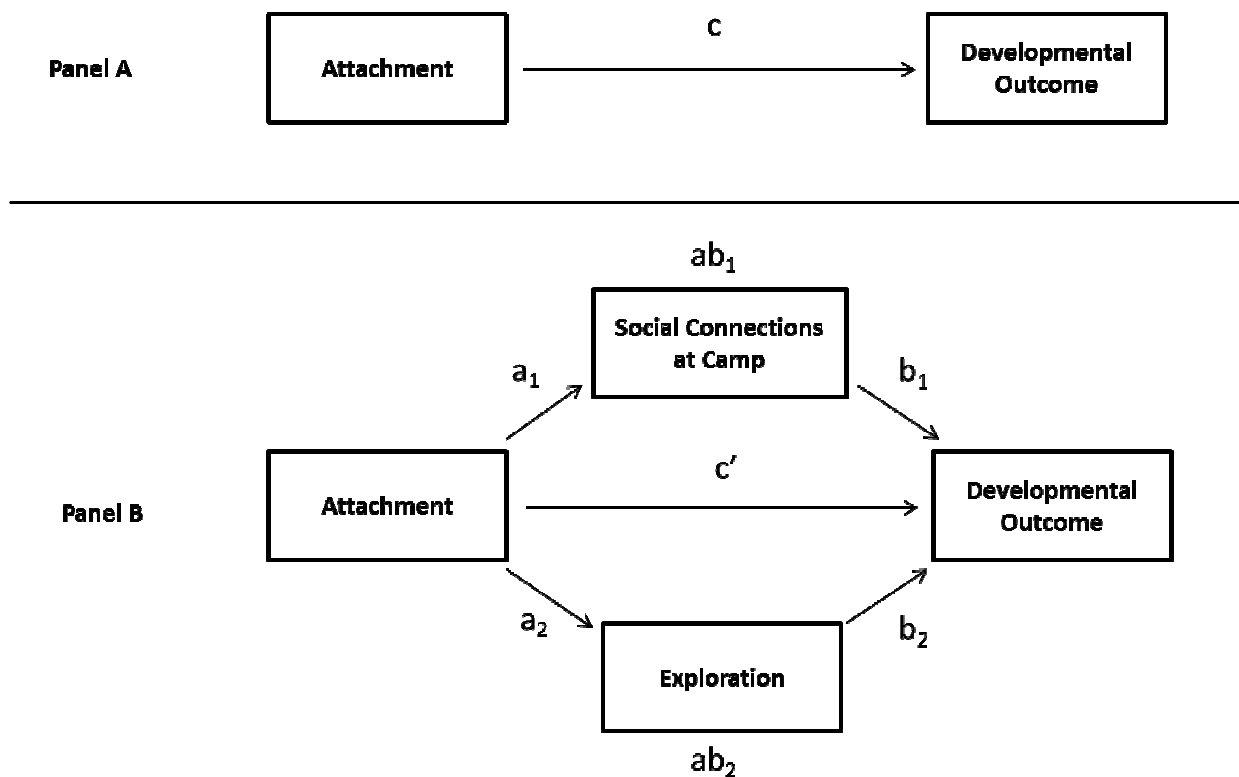 Panel A
Attachment
c
Developmental
Outcome
ab₁
Social Connections
at Camp
a₁
b₁
Panel B
Attachment
c'
Developmental
Outcome
a₂
b₂
Exploration
ab₂